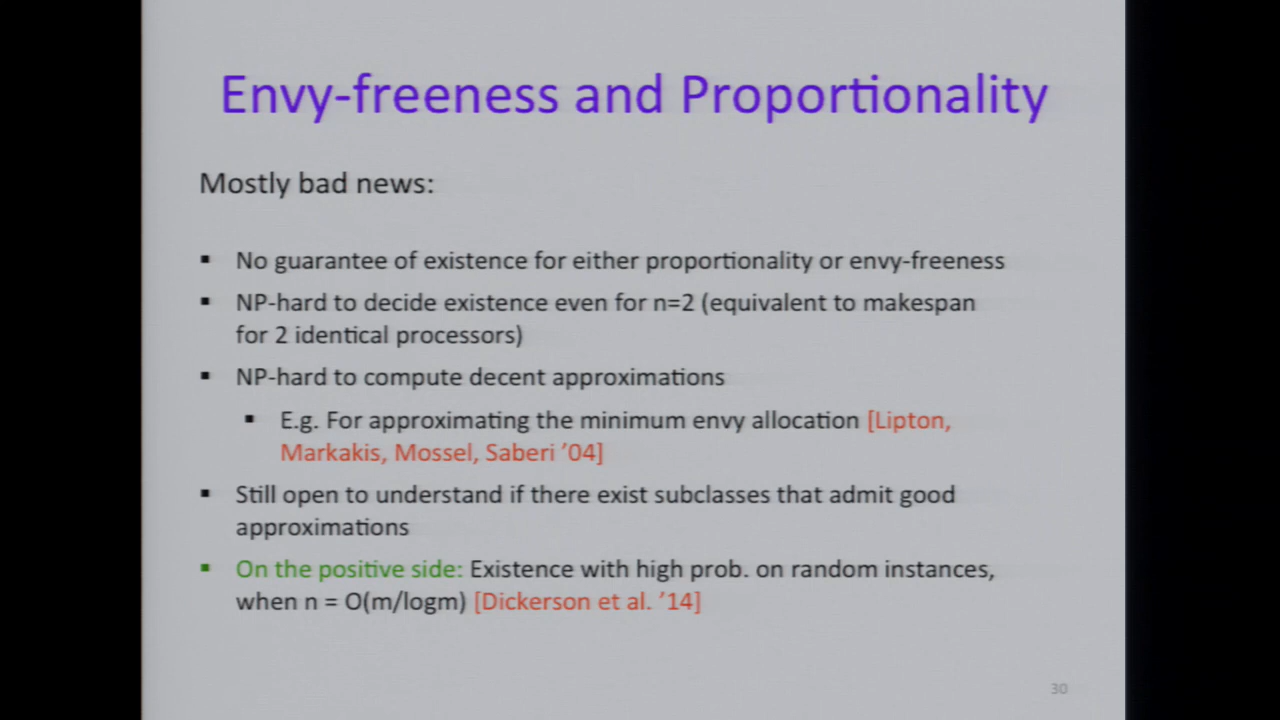 Envy-freeness and Proportionality
Mostly bad news:
▪ No guarantee of existence for either proportionality or envy-freeness
▪ NP-hard to decide existence even for n=2 (equivalent to makespan
for 2 identical processors)
▪ NP-hard to compute decent approximations
▪ E.g. For approximating the minimum envy allocation [Lipton,
Markakis, Mossel, Saberi ’04]
▪ Still open to understand if there exist subclasses that admit good
approximations
▪ On the positive side: Existence with high prob. on random instances,
when n = O(m/logm) [Dickerson et al. ’14]
30